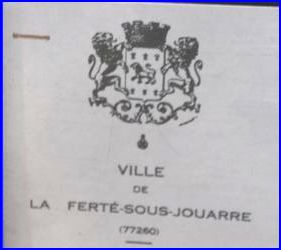 VILLE
DE
LA FERTÉ-SOUS-JOUARRE
(77260)